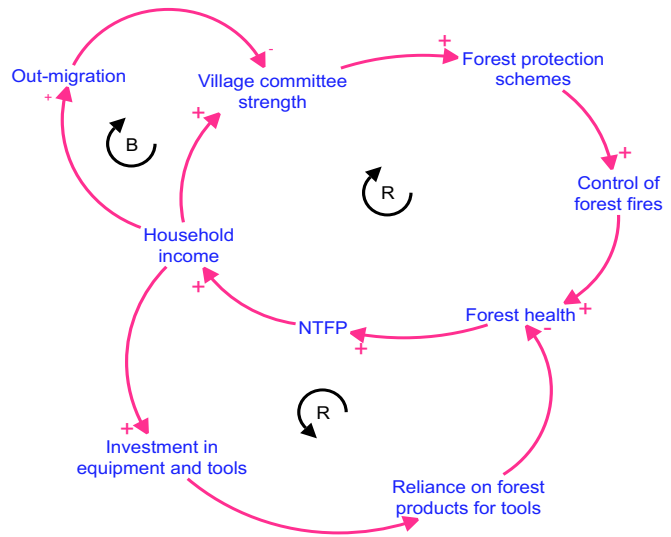 Out-migration
+
-
Village committee
strength
+
+
Forest protection
schemes
+
Control of
forest fires
B
R
Household
income
+
NTFP
+
Forest health
+
-
R
+
Investment in
equipment and tools
Reliance on forest
products for tools